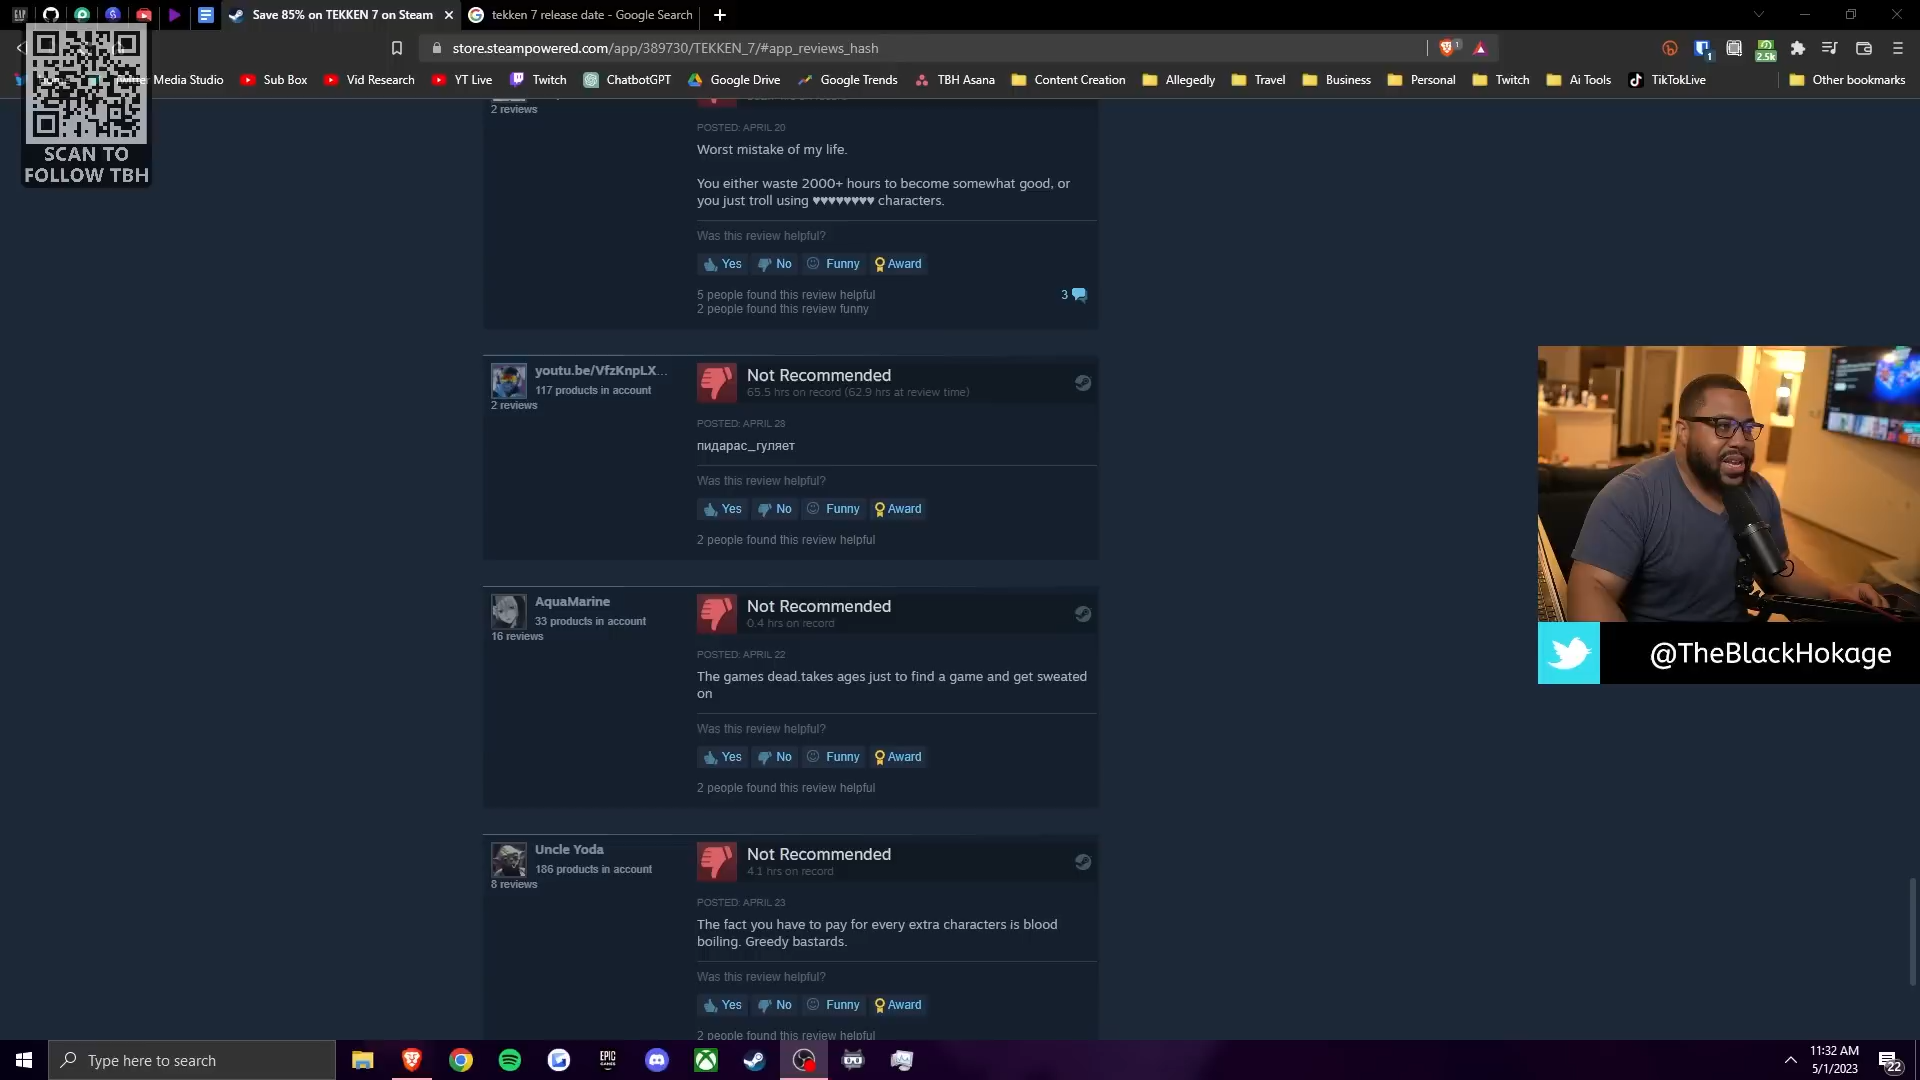 Save 85% on TEKKEN 7 on Steam
tekken 7 release date - Google Search
store.steampowered.com/app/389730/TEKKEN_7/#app_reviews_hash
1
1
2.5k
Media Studio
Sub Box
Vid Research
YT Live
Twitch
ChatbotGPT
Google Drive
Google Trends
TBH Asana
Content Creation
Allegedly
Travel
Business
Personal
Twitch
Ai Tools
TikTokLive
Other bookmarks
SCAN TO
FOLLOW TBH
2 reviews
POSTED: APRIL 20
Worst mistake of my life.
You either waste 2000+ hours to become somewhat good, or
you just troll using ♥♥♥♥♥♥♥♥ characters.
Was this review helpful?
Yes
No
Funny
Award
5 people found this review helpful
3
2 people found this review funny
youtu.be/VfzKnpLX...
117 products in account
2 reviews
Not Recommended
65.5 hrs on record (62.9 hrs at review time)
POSTED: APRIL 28
пидарас_гуляет
Was this review helpful?
Yes
No
Funny
Award
2 people found this review helpful
AquaMarine
33 products in account
16 reviews
Not Recommended
0.4 hrs on record
POSTED: APRIL 22
The games dead.takes ages just to find a game and get sweated
on
Was this review helpful?
Yes
No
Funny
Award
2 people found this review helpful
Uncle Yoda
186 products in account
8 reviews
Not Recommended
4.1 hrs on record
POSTED: APRIL 23
The fact you have to pay for every extra characters is blood
boiling. Greedy bastards.
Was this review helpful?
Yes
No
Funny
Award
2 people found this review helpful
@TheBlackHokage
Type here to search
EPIC
GAMES
11:32 AM
5/1/2023
22